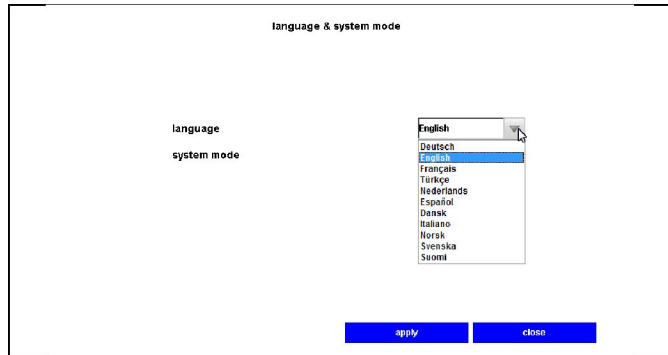 language & system mode
language
English
system mode
Deutsch
English
Français
Türkçe
Nederlands
Español
Dansk
Italiano
Norsk
Svenska
Suomi
apply
close